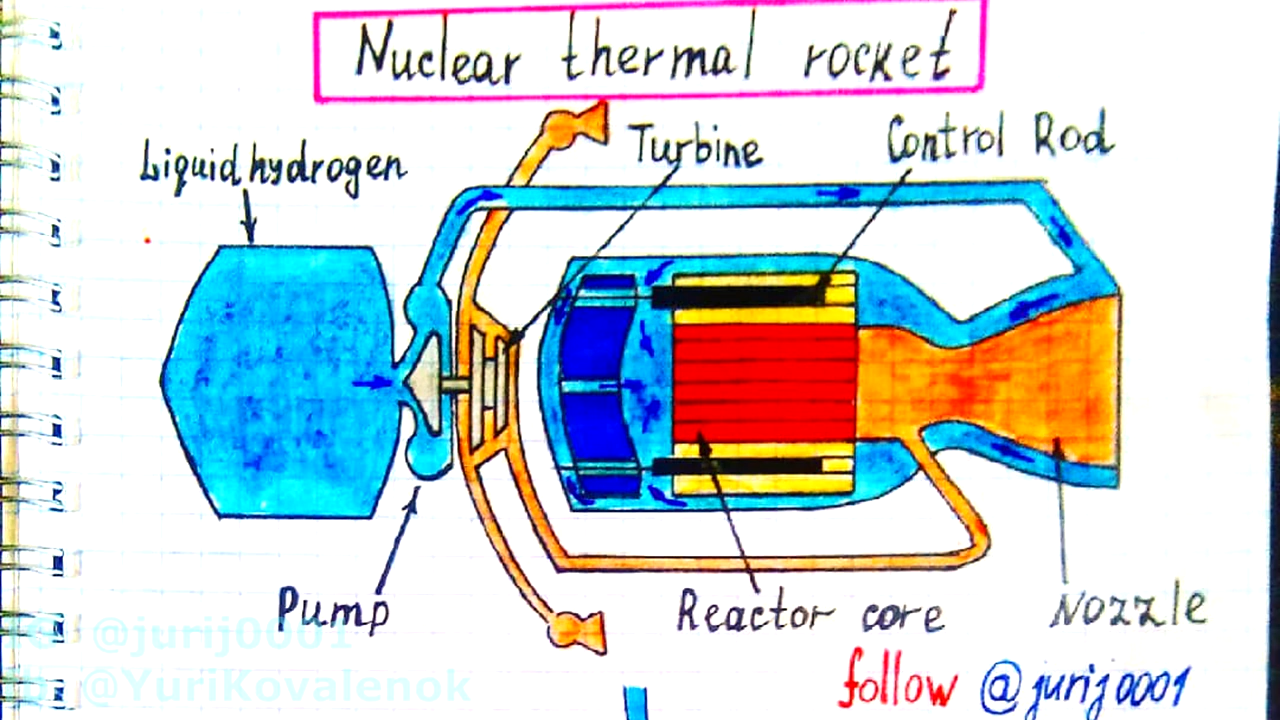 Nuclear thermal rocket
Liquid hydrogen
Turbine
Control Rod
Pump
Reactor core
Nozzle
@jurij0001
@YuriKovalenok
follow @jurij0001